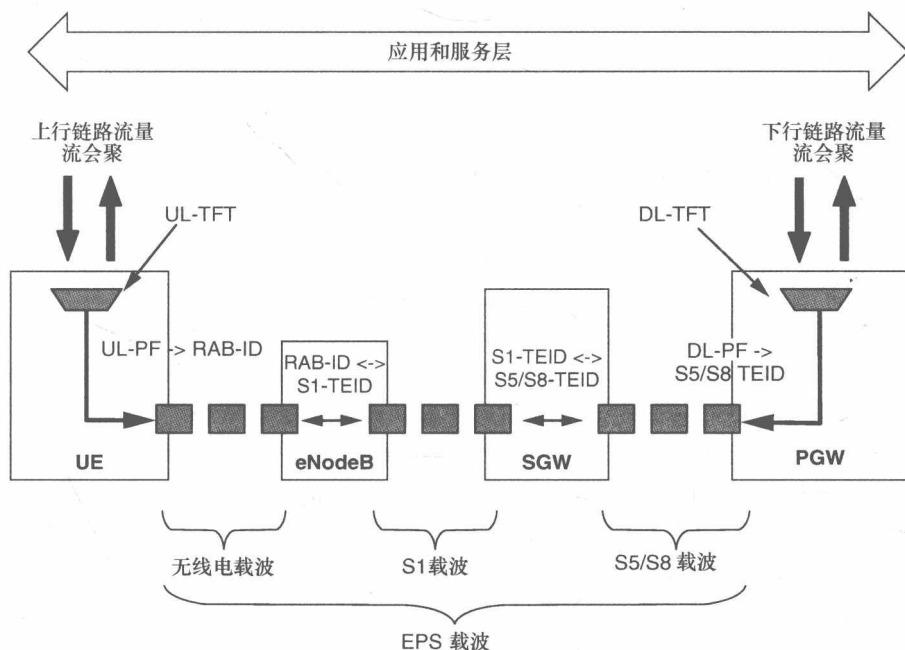 应用和服务层
上行链路流量
流会聚
下行链路流量
流会聚
UL-TFT
DL-TFT
UL-PF -> RAB-ID
RAB-ID <->
S1-TEID
S1-TEID <->
S5/S8-TEID
DL-PF ->
S5/S8 TEID
UE
eNodeB
SGW
PGW
无线电载波
S1载波
S5/S8 载波
EPS 载波